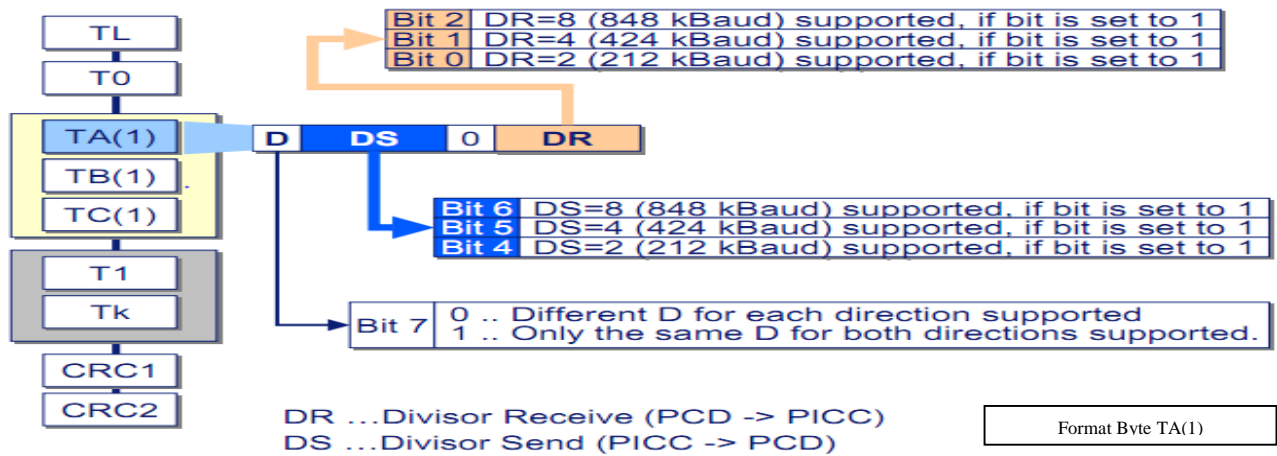 TL
T0
TA(1)
TB(1)
TC(1)
T1
Tk
CRC1
CRC2
Bit 2 DR=8 (848 kBaud) supported, if bit is set to 1
Bit 1 DR=4 (424 kBaud) supported, if bit is set to 1
Bit 0 DR=2 (212 kBaud) supported, if bit is set to 1
D DS 0 DR
Bit 6 DS=8 (848 kBaud) supported, if bit is set to 1
Bit 5 DS=4 (424 kBaud) supported, if bit is set to 1
Bit 4 DS=2 (212 kBaud) supported, if bit is set to 1
Bit 7
0 .. Different D for each direction supported
1 .. Only the same D for both directions supported.
DR ...Divisor Receive (PCD -> PICC)
DS ...Divisor Send (PICC -> PCD)
Format Byte TA(1)